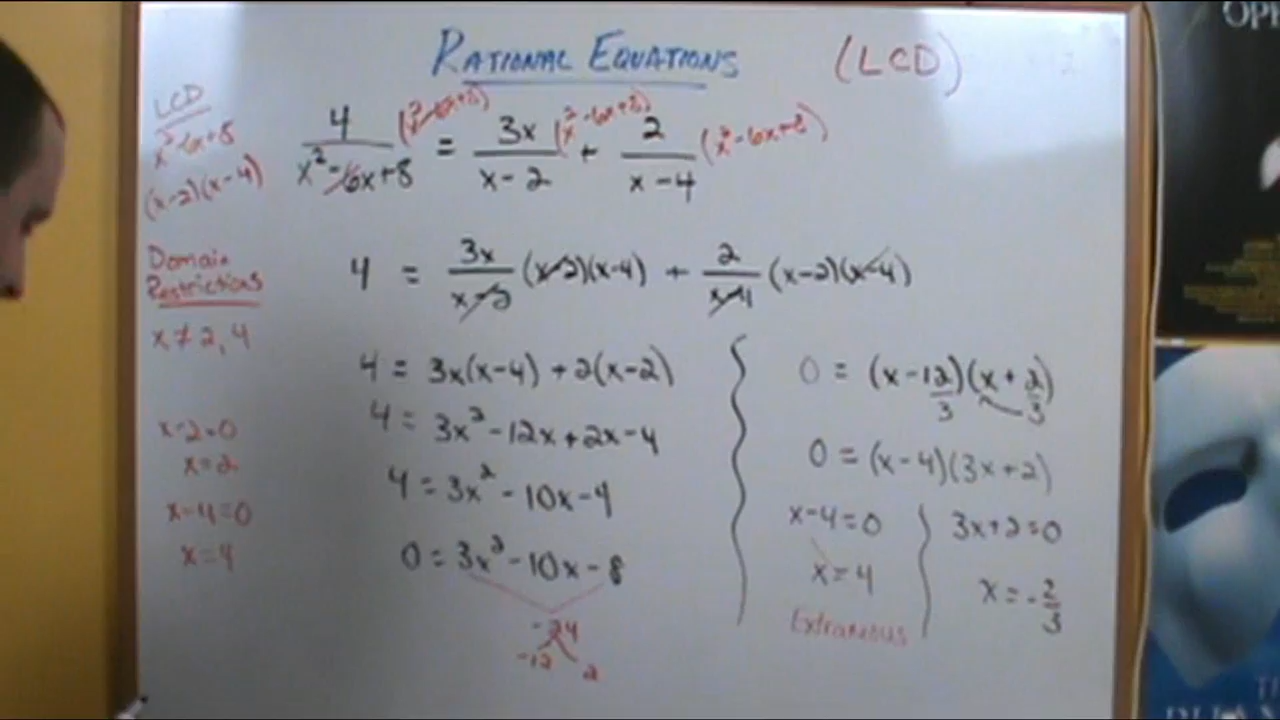 RATIONAL EQUATIONS (LCD)
LCD
x²-6x+8
(x-2)(x-4)
4/(x²-6x+8) (x²-6x+8) = 3x/(x-2) (x²-6x+8) + 2/(x-4) (x²-6x+8)
Domain
Restrictions
x ≠ 2, 4
x-2=0
x=2
x-4=0
x=4
4 = 3x/(x-2) (x-2)(x-4) + 2/(x-4) (x-2)(x-4)
4 = 3x(x-4) + 2(x-2)
4 = 3x²-12x+2x-4
4 = 3x²-10x-4
0 = 3x²-10x-8
-24
-12 2
0 = (x-12/3)(x+2/3)
0 = (x-4)(3x+2)
x-4=0
x=4
Extraneous
3x+2=0
x=-2/3
OPE